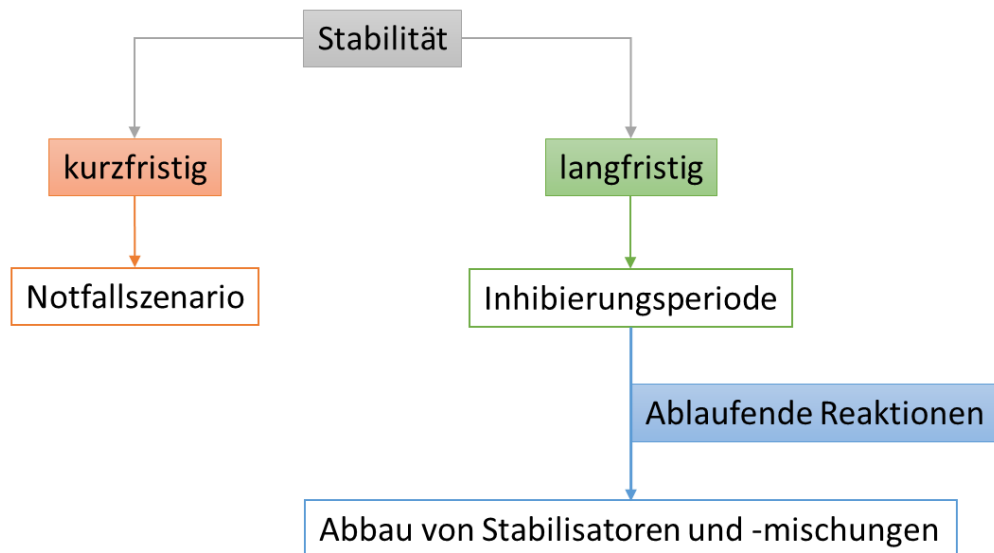 Stabilität
kurzfristig
langfristig
Notfallszenario
Inhibierungsperiode
Ablaufende Reaktionen
Abbau von Stabilisatoren und -mischungen